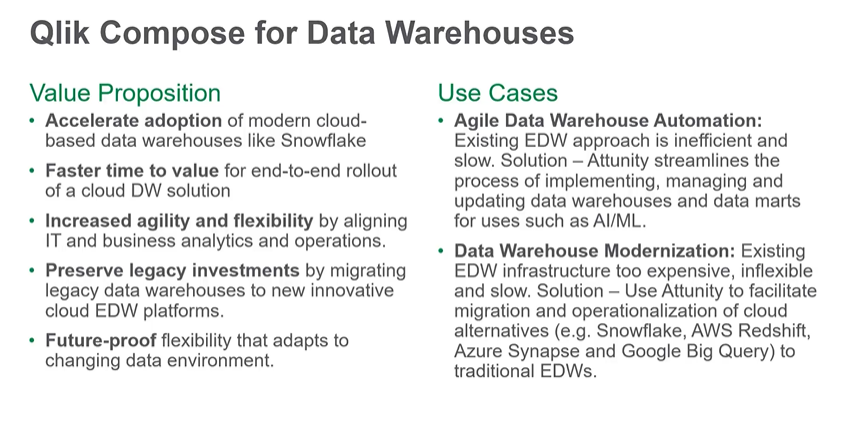 Qlik Compose for Data Warehouses
Value Proposition
• Accelerate adoption of modern cloud-
based data warehouses like Snowflake
• Faster time to value for end-to-end rollout
of a cloud DW solution
• Increased agility and flexibility by aligning
IT and business analytics and operations.
• Preserve legacy investments by migrating
legacy data warehouses to new innovative
cloud EDW platforms.
• Future-proof flexibility that adapts to
changing data environment.
Use Cases
• Agile Data Warehouse Automation:
Existing EDW approach is inefficient and
slow. Solution – Attunity streamlines the
process of implementing, managing and
updating data warehouses and data marts
for uses such as AI/ML.
• Data Warehouse Modernization: Existing
EDW infrastructure too expensive, inflexible
and slow. Solution – Use Attunity to facilitate
migration and operationalization of cloud
alternatives (e.g. Snowflake, AWS Redshift,
Azure Synapse and Google Big Query) to
traditional EDWs.